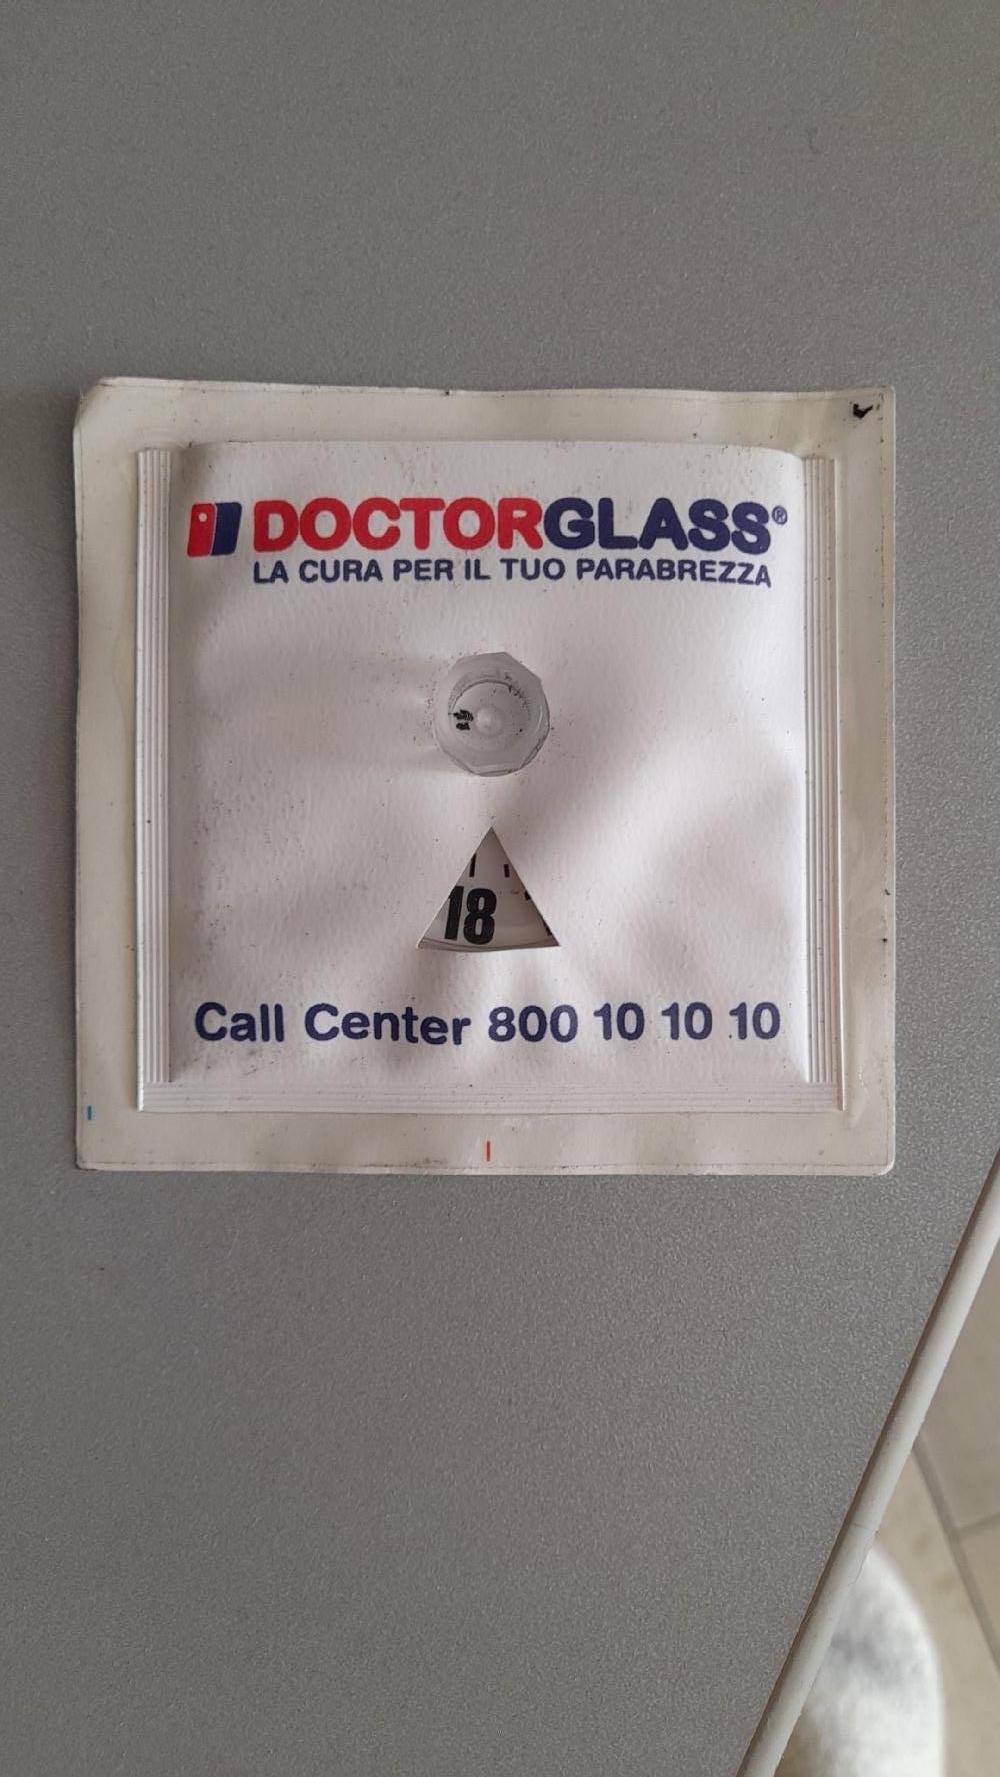 DOCTORGLASS®
LA CURA PER IL TUO PARABREZZA
18
Call Center 800 10 10 10